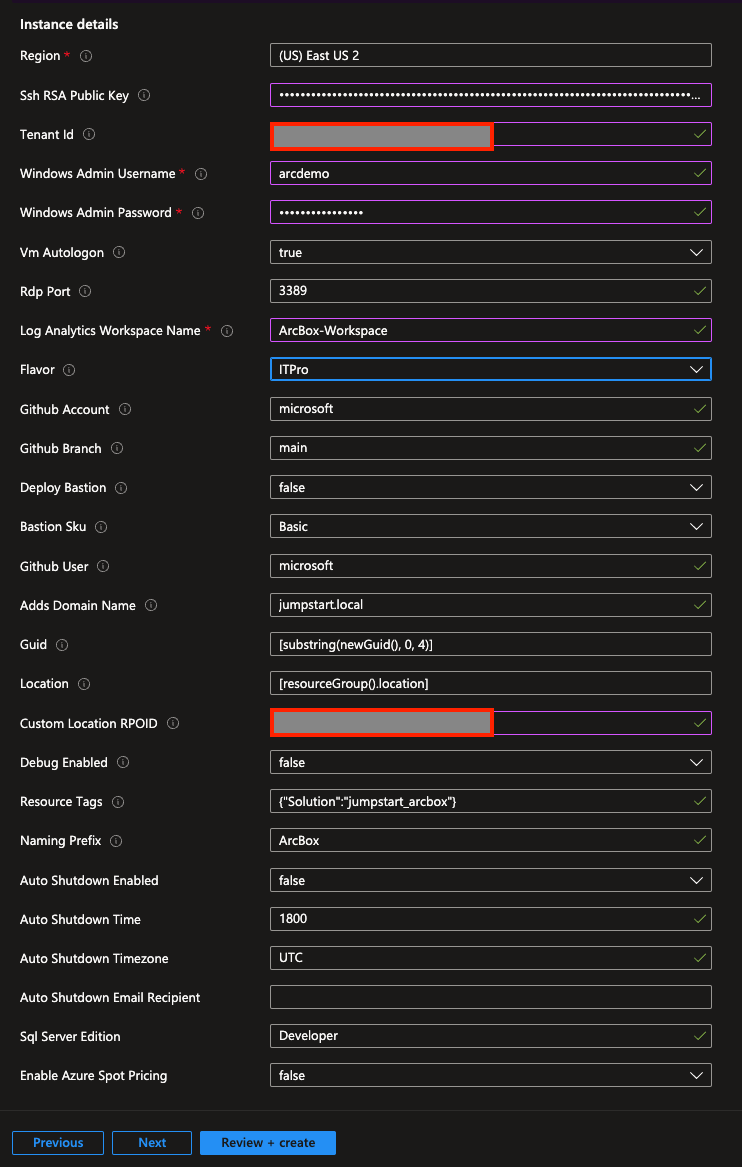 Instance details
Region * (US) East US 2
Ssh RSA Public Key ••••••••••••••••••••••••••••••••••••••••••••••••••••••••••••••••••••••••••••••...
Tenant Id
Windows Admin Username * arcdemo
Windows Admin Password * ••••••••••••••••
Vm Autologon true
Rdp Port 3389
Log Analytics Workspace Name * ArcBox-Workspace
Flavor ITPro
Github Account microsoft
Github Branch main
Deploy Bastion false
Bastion Sku Basic
Github User microsoft
Adds Domain Name jumpstart.local
Guid [substring(newGuid(), 0, 4)]
Location [resourceGroup().location]
Custom Location RPOID
Debug Enabled false
Resource Tags {"Solution":"jumpstart_arcbox"}
Naming Prefix ArcBox
Auto Shutdown Enabled false
Auto Shutdown Time 1800
Auto Shutdown Timezone UTC
Auto Shutdown Email Recipient
Sql Server Edition Developer
Enable Azure Spot Pricing false
Previous Next Review + create